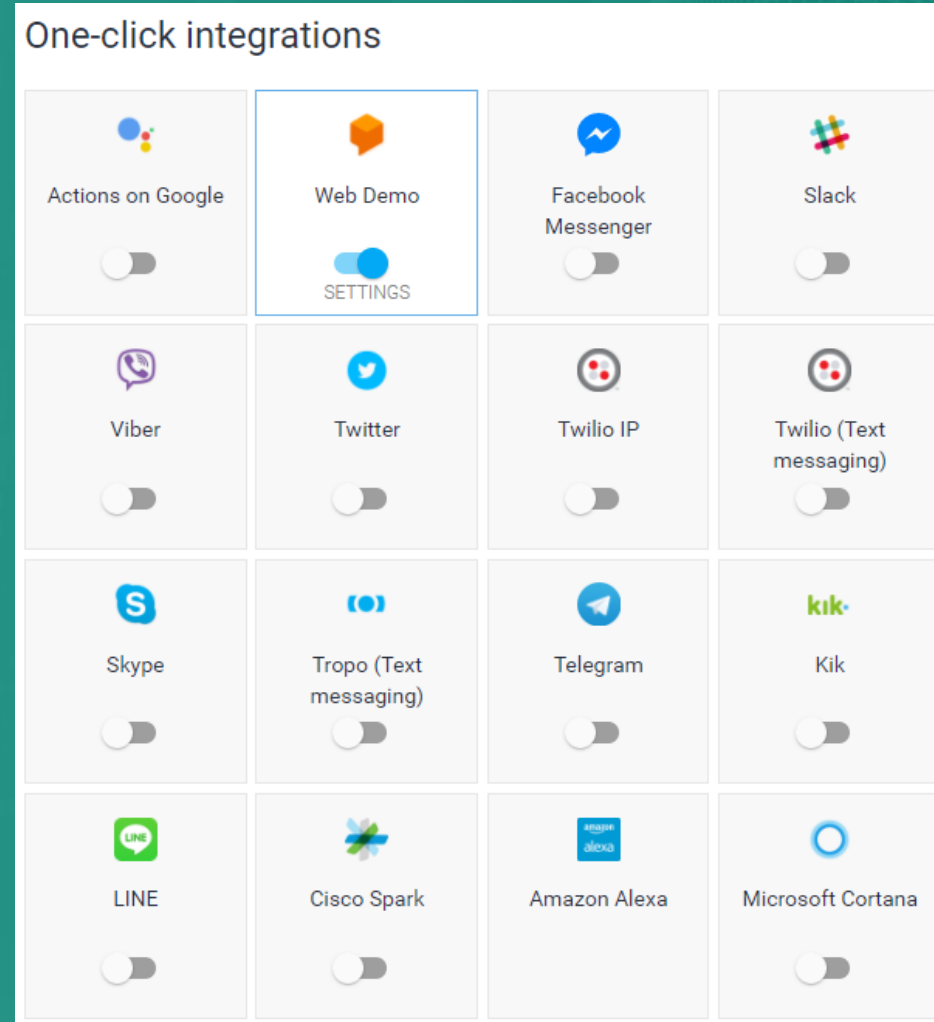 One-click integrations
Actions on Google
Web Demo
SETTINGS
Facebook
Messenger
Slack
Viber
Twitter
Twilio IP
Twilio (Text
messaging)
S
Skype
Tropo (Text
messaging)
Telegram
kik
Kik
LINE
LINE
Cisco Spark
amazon
alexa
Amazon Alexa
Microsoft Cortana